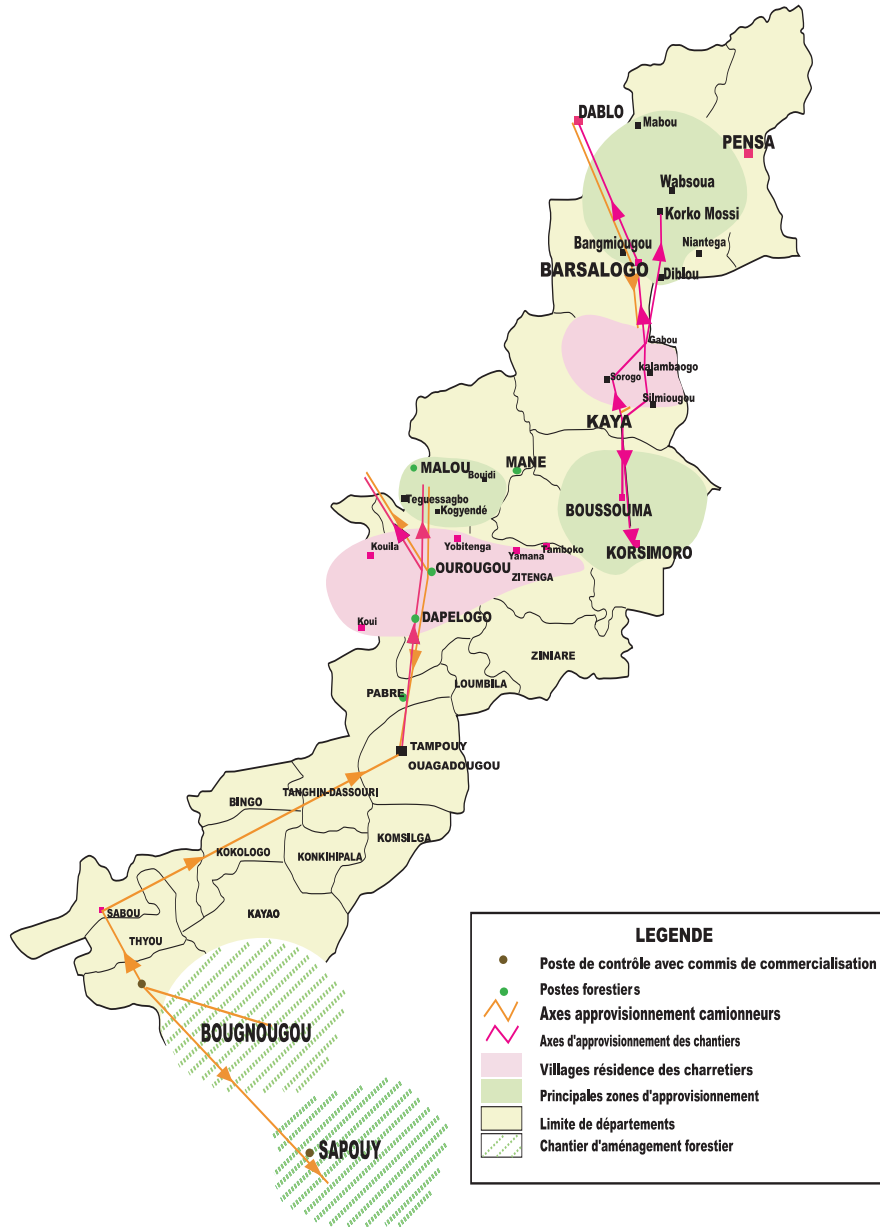 DABLO
Mabou
PENSA
Wabsoua
Korko Mossi
Bangmiougou
Niantega
BARSALOGO
Diblou
Gabou
kalambaogo
Sorogo
Silmiougou
KAYA
MALOU
MANE
Bouidi
Teguessagbo
Kogyendé
BOUSSOUMA
Kouila
Yobitenga
Yamana
Tamboko
KORSIMORO
OUROUGOU
ZITENGA
Koui
DAPELOGO
ZINIARE
LOUMBILA
PABRE
TAMPOUY
OUAGADOUGOU
TANGHIN-DASSOURI
BINGO
KOMSILGA
KOKOLOGO
KONKIHIPALA
SABOU
KAYAO
THYOU
BOUGNOUGOU
SAPOUY
LEGENDE
Poste de contrôle avec commis de commercialisation
Postes forestiers
Axes approvisionnement camionneurs
Axes d'approvisionnement des chantiers
Villages résidence des charretiers
Principales zones d'approvisionnement
Limite de départements
Chantier d'aménagement forestier